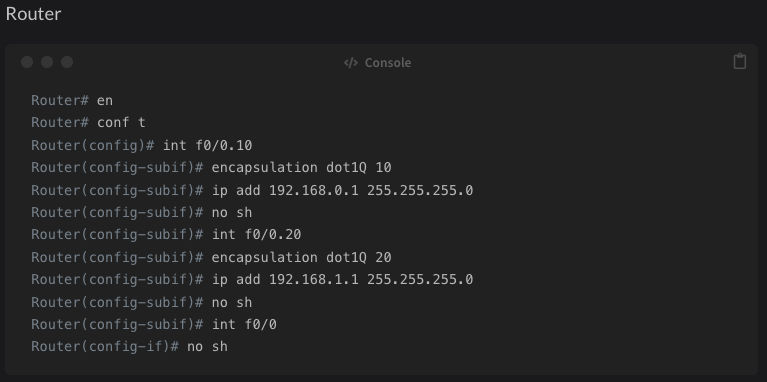 Router
</> Console
Router# en
Router# conf t
Router(config)# int f0/0.10
Router(config-subif)# encapsulation dot1Q 10
Router(config-subif)# ip add 192.168.0.1 255.255.255.0
Router(config-subif)# no sh
Router(config-subif)# int f0/0.20
Router(config-subif)# encapsulation dot1Q 20
Router(config-subif)# ip add 192.168.1.1 255.255.255.0
Router(config-subif)# no sh
Router(config-subif)# int f0/0
Router(config-if)# no sh